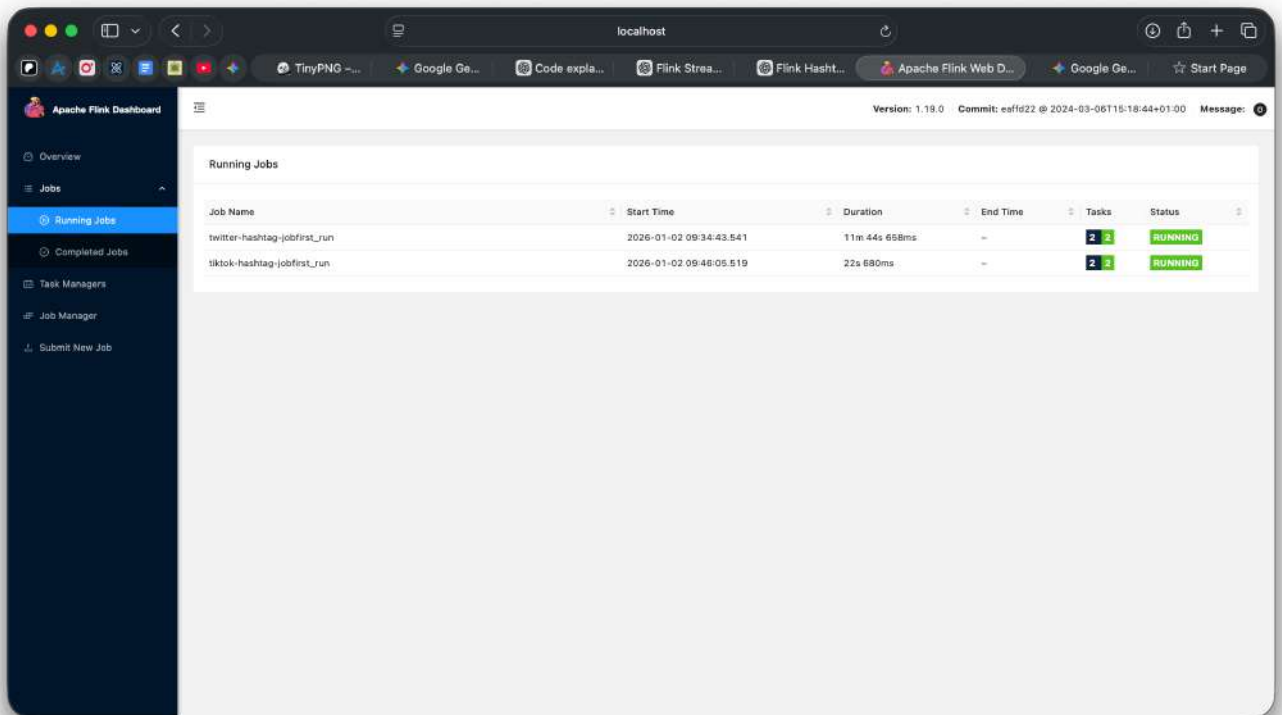 localhost
TinyPNG –...
Google Ge...
Code expla...
Flink Strea...
Flink Hasht...
Apache Flink Web D...
Google Ge...
Start Page
Apache Flink Dashboard
Version: 1.19.0 Commit: eaffd22 @ 2024-03-06T15:18:44+01:00 Message: 0
Overview
Jobs
Running Jobs
Completed Jobs
Task Managers
Job Manager
Submit New Job
Running Jobs
Job Name Start Time Duration End Time Tasks Status
twitter-hashtag-jobfirst_run 2026-01-02 09:34:43.541 11m 44s 658ms – 2 2 RUNNING
tiktok-hashtag-jobfirst_run 2026-01-02 09:46:05.519 22s 680ms – 2 2 RUNNING